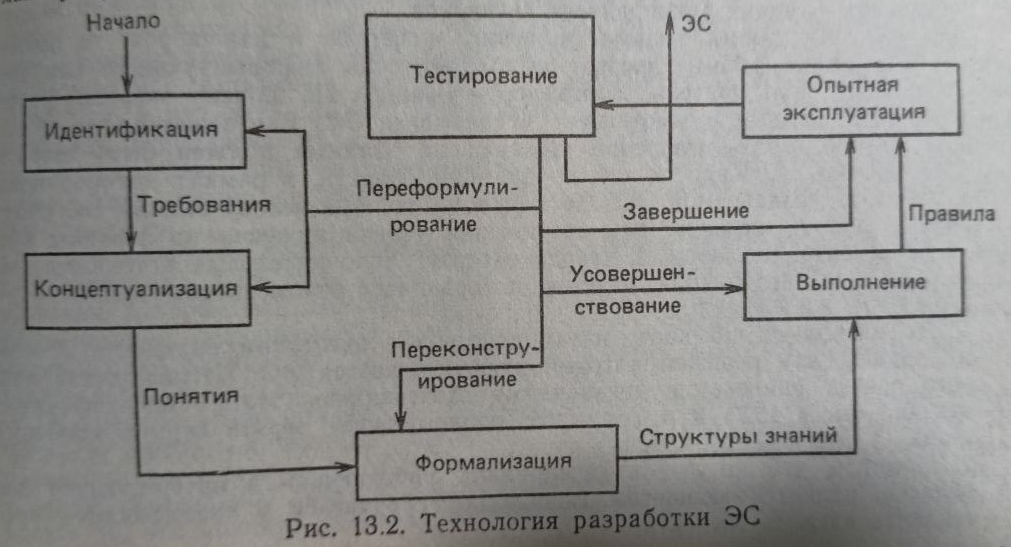 Начало
ЭС
Тестирование
Опытная
эксплуатация
Идентификация
Требования
Переформули-
рование
Завершение
Правила
Концептуализация
Усовершен-
ствование
Выполнение
Переконстру-
ирование
Понятия
Формализация
Структуры знаний
Рис. 13.2. Технология разработки ЭС